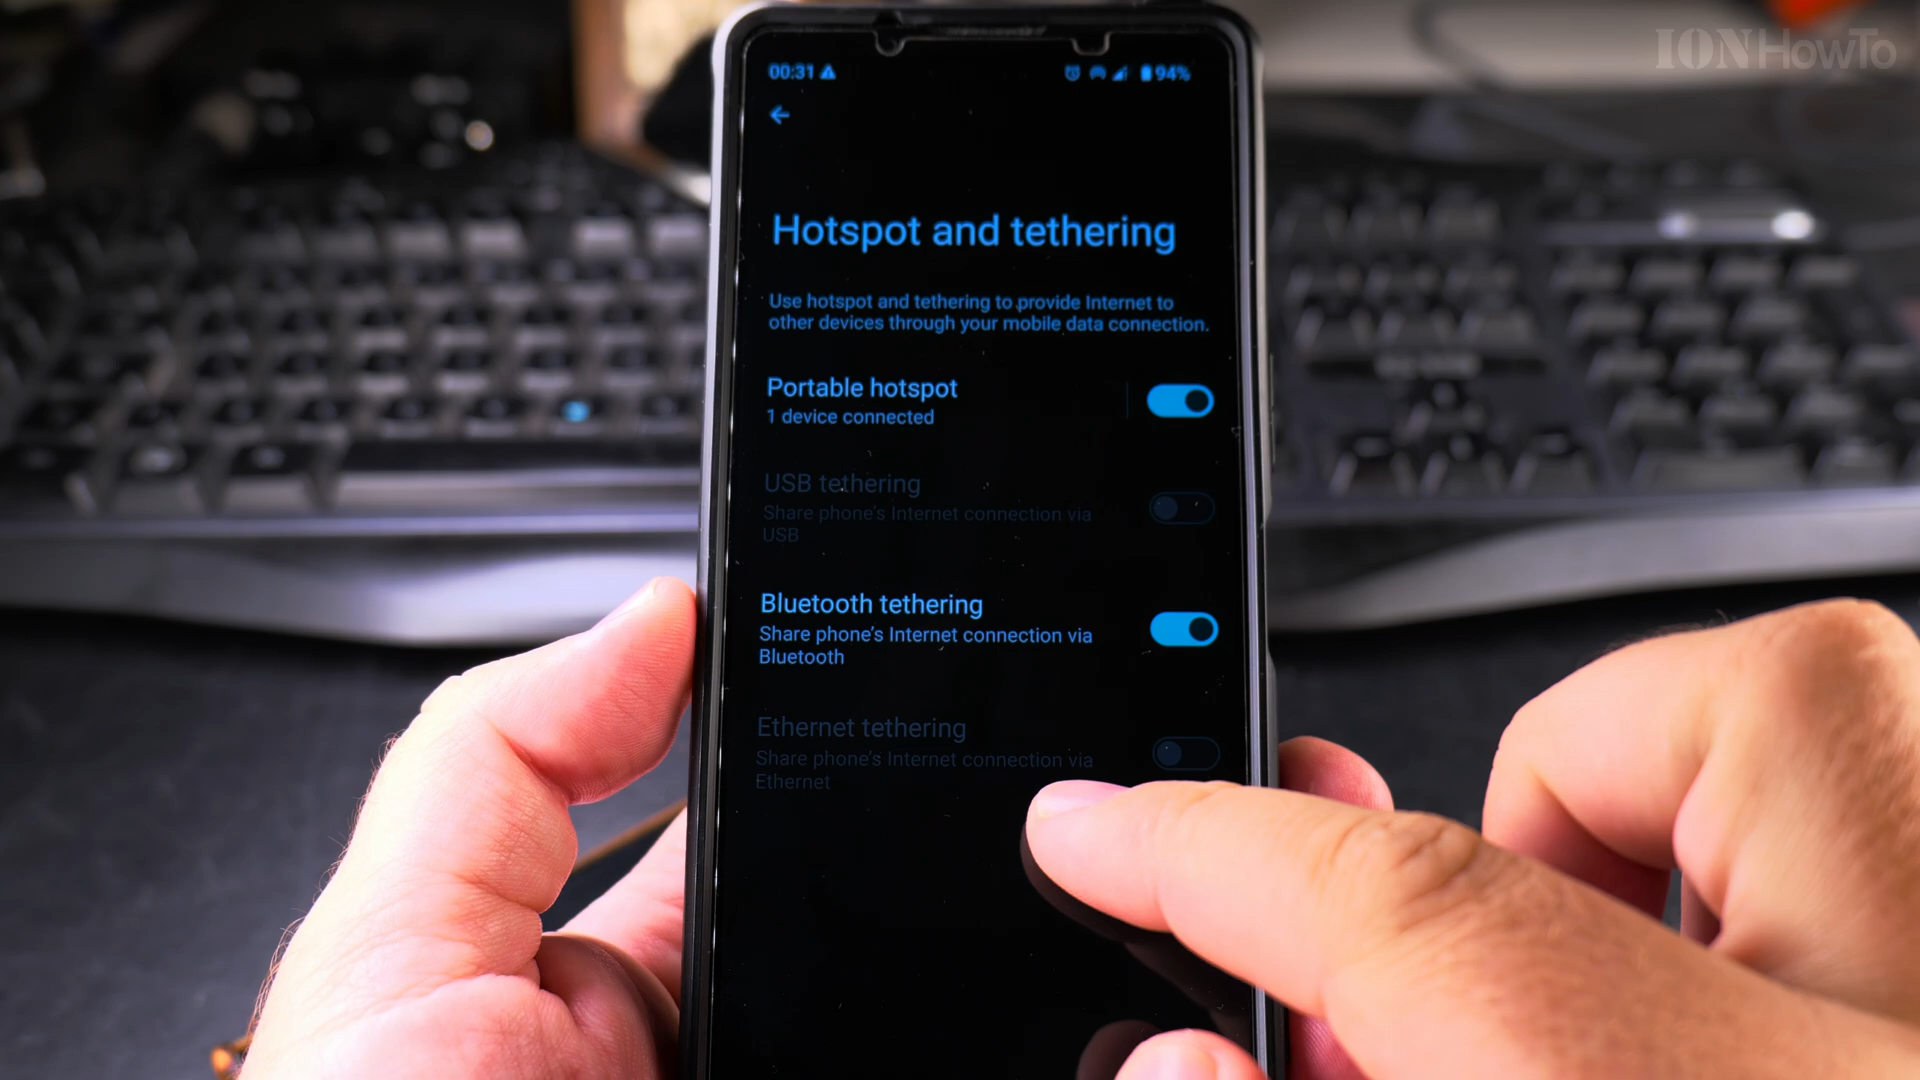 IONHowTo
00:31 94%
Hotspot and tethering
Use hotspot and tethering to provide Internet to
other devices through your mobile data connection.
Portable hotspot
1 device connected
USB tethering
Share phone's Internet connection via
USB
Bluetooth tethering
Share phone's Internet connection via
Bluetooth
Ethernet tethering
Share phone's Internet connection via
Ethernet